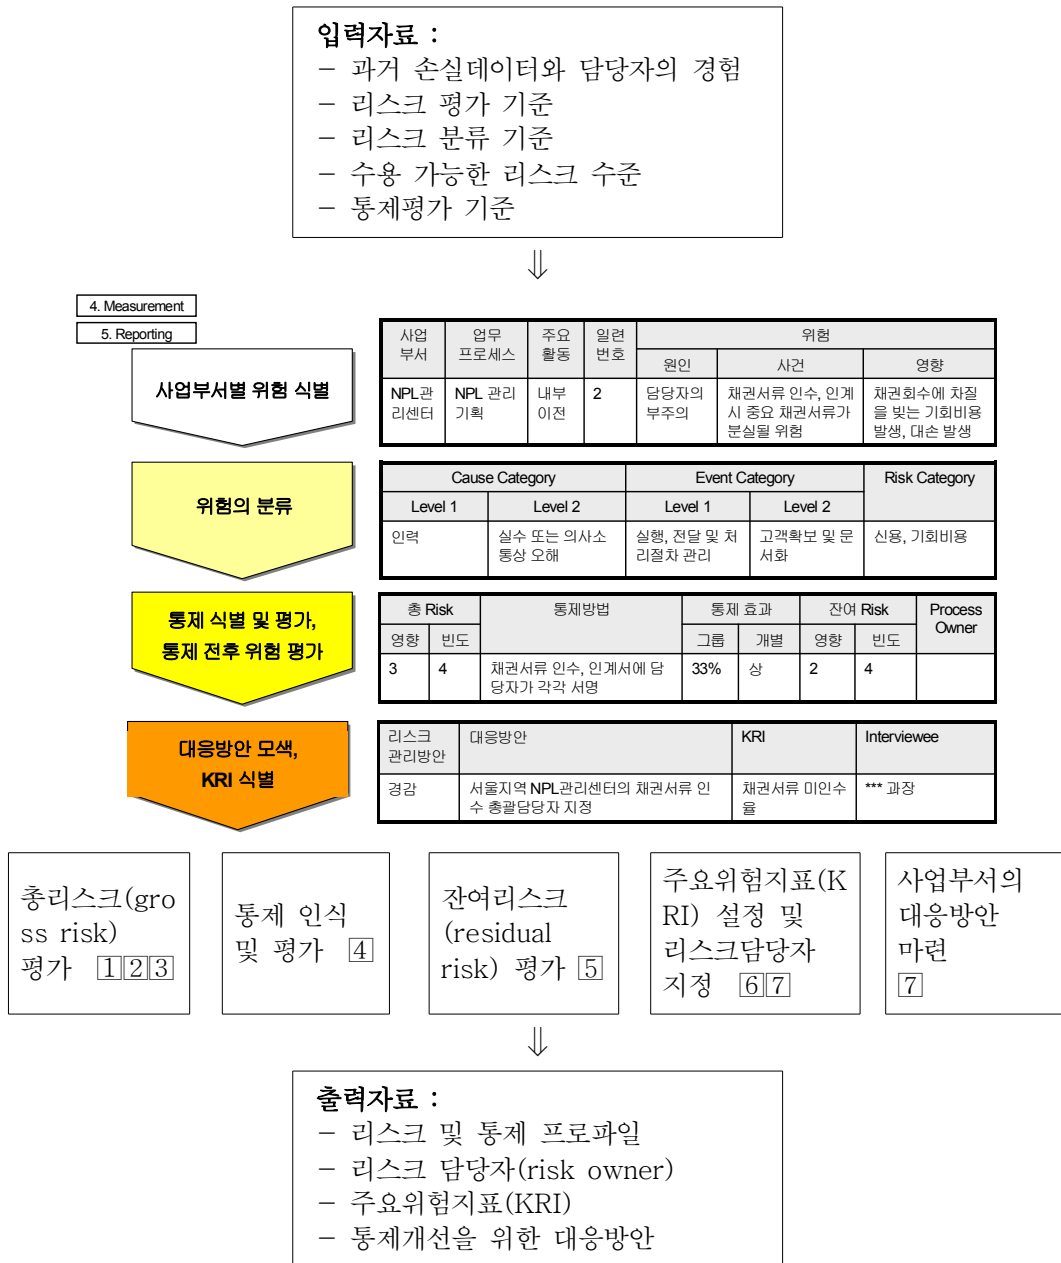 입력자료 :
- 과거 손실데이터와 담당자의 경험
- 리스크 평가 기준
- 리스크 분류 기준
- 수용 가능한 리스크 수준
- 통제평가 기준
⇓
4. Measurement
5. Reporting
사업부서별 위험 식별
사업 부서 업무 프로세스 주요 활동 일련 번호 위험
원인 사건 영향
NPL관 NPL 관리 내부 2 담당자의 채권서류 인수, 인계 채권회수에 차질
리센터 기획 이전 부주의 시 중요 채권서류가 을 빚는 기회비용
분실될 위험 발생, 대손 발생
위험의 분류
Cause Category Event Category Risk Category
Level 1 Level 2 Level 1 Level 2
인력 실수 또는 의사소 실행, 전달 및 처 고객확보 및 문 신용, 기회비용
통상 오해 리절차 관리 서화
통제 식별 및 평가,
통제 전후 위험 평가
총 Risk 통제방법 통제 효과 잔여 Risk Process
Owner
영향 빈도 그룹 개별 영향 빈도
3 4 채권서류 인수, 인계서에 담 33% 상 2 4
당자가 각각 서명
대응방안 모색,
KRI 식별
리스크 대응방안 KRI Interviewee
관리방안
경감 서울지역 NPL관리센터의 채권서류 인 채권서류 미인수 *** 과장
수 총괄담당자 지정 율
총리스크(gro
ss risk)
평가 1 2 3
통제 인식
및 평가 4
잔여리스크
(residual
risk) 평가 5
주요위험지표(K
RI) 설정 및
리스크담당자
지정 6 7
사업부서의
대응방안
마련
7
⇓
출력자료 :
- 리스크 및 통제 프로파일
- 리스크 담당자(risk owner)
- 주요위험지표(KRI)
- 통제개선을 위한 대응방안